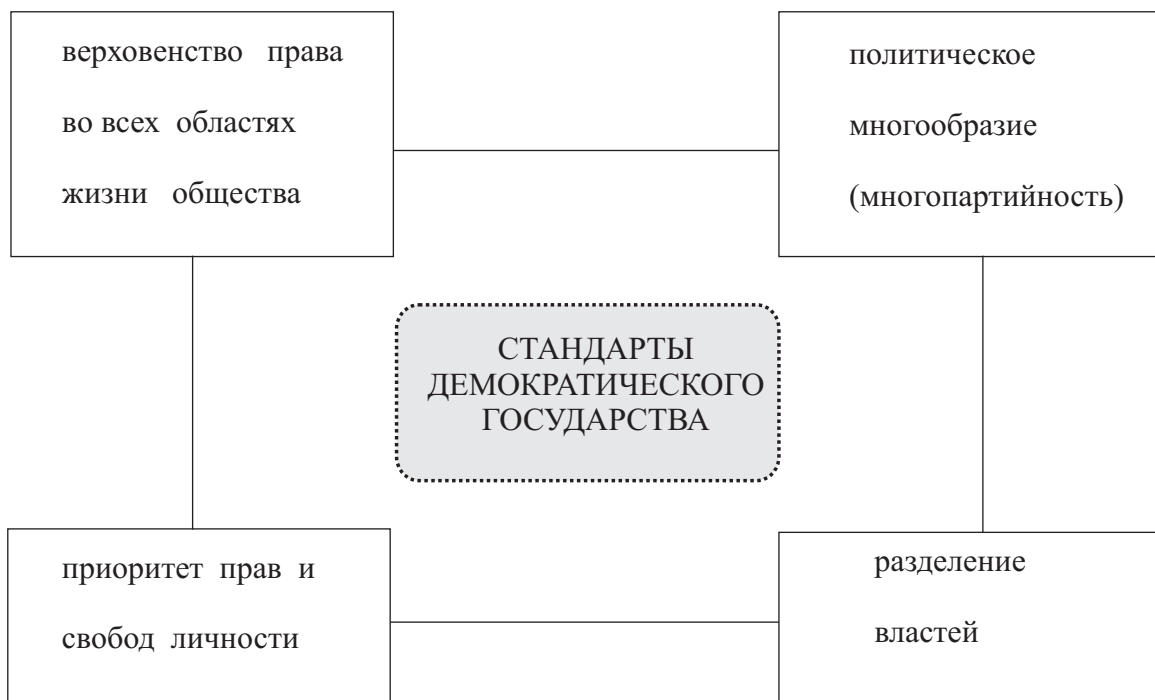 верховенство права
во всех областях
жизни общества
политическое
многообразие
(многопартийность)
СТАНДАРТЫ
ДЕМОКРАТИЧЕСКОГО
ГОСУДАРСТВА
приоритет прав и
свобод личности
разделение
властей